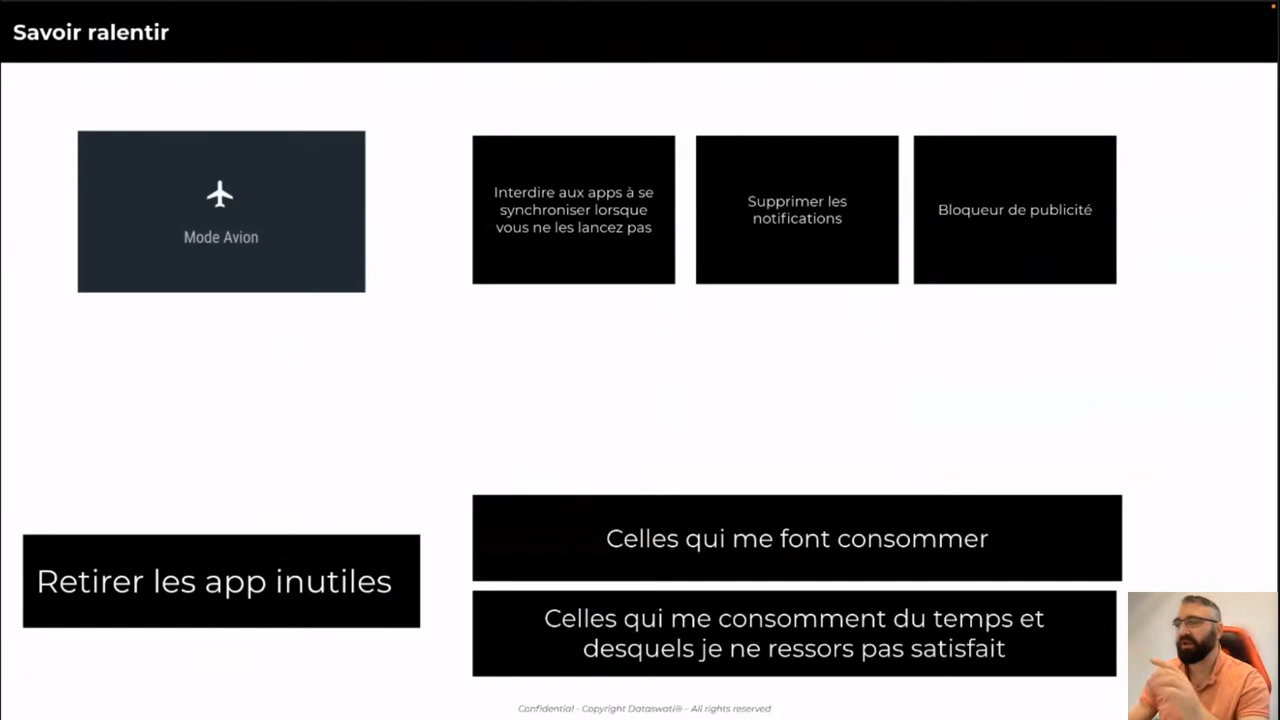 Savoir ralentir
Mode Avion
Interdire aux apps à se
synchroniser lorsque
vous ne les lancez pas
Supprimer les
notifications
Bloqueur de publicité
Retirer les app inutiles
Celles qui me font consommer
Celles qui me consomment du temps et
desquels je ne ressors pas satisfait
Confidential - Copyright Dataswati® - All rights reserved